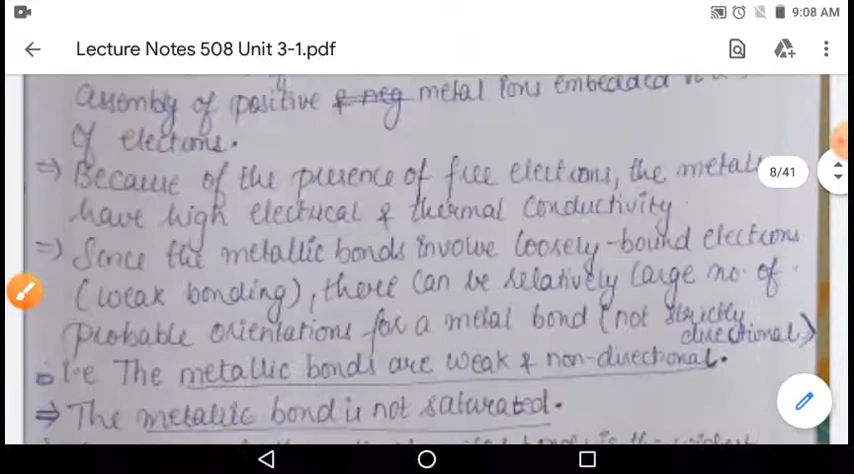 9:08 AM
Lecture Notes 508 Unit 3-1.pdf
assembly of positive & neg metal ions embedded
of electrons.
⇒ Because of the presence of free electrons, the metals
8/41
have high electrical & thermal conductivity.
⇒ Since the metallic bonds involve loosely-bound electrons
(weak bonding), there can be relatively large no. of
probable orientations for a metal bond (not strictly
directional)
i.e The metallic bonds are weak & non-directional.
⇒ The metallic bond is not saturated.